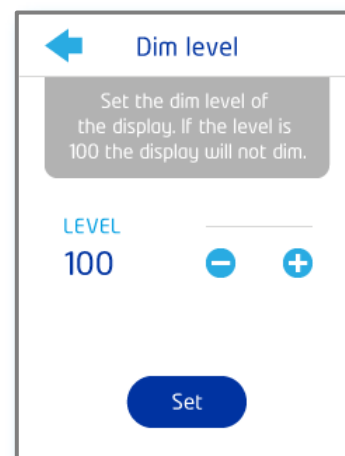 Dim level
Set the dim level of
the display. If the level is
100 the display will not dim.
LEVEL
100
Set